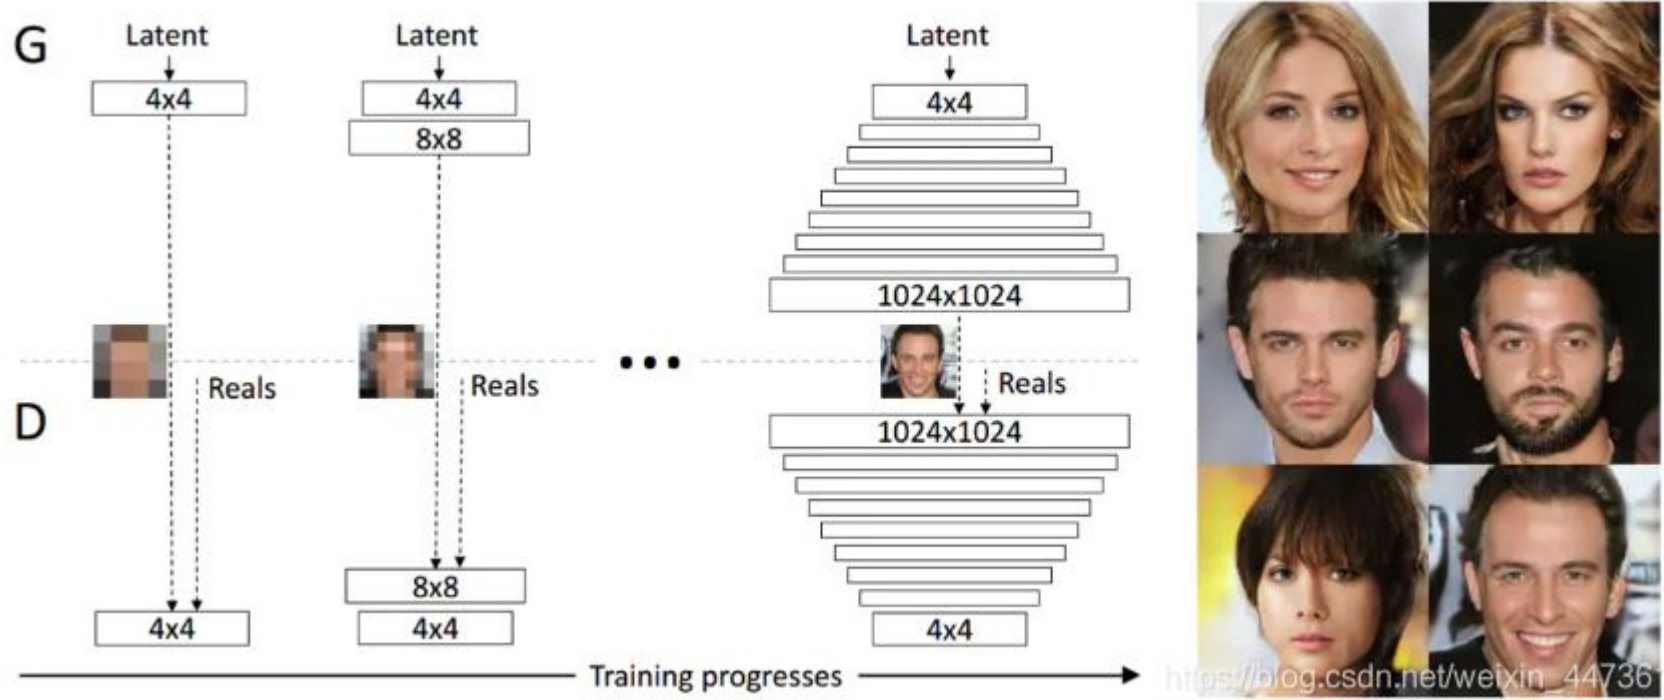 G
Latent
Latent
Latent
4x4
4x4
4x4
8x8
1024x1024
Reals
Reals
Reals
D
1024x1024
8x8
4x4
4x4
4x4
Training progresses
https://blog.csdn.net/weixin_44736